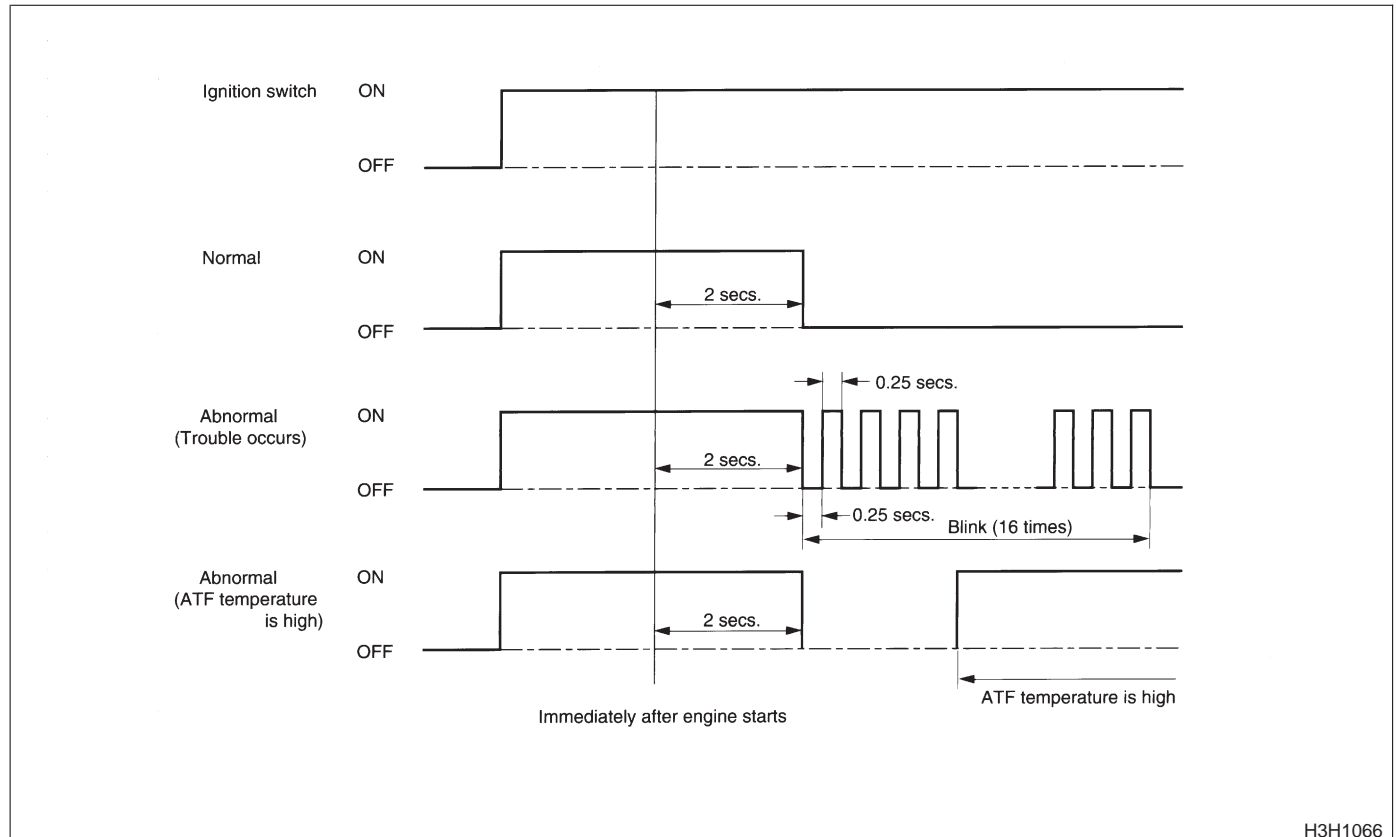 Ignition switch
ON
OFF
Normal
ON
2 secs.
OFF
0.25 secs.
Abnormal
(Trouble occurs)
ON
2 secs.
OFF
0.25 secs.
Blink (16 times)
Abnormal
(ATF temperature
is high)
ON
2 secs.
OFF
ATF temperature is high
Immediately after engine starts
H3H1066